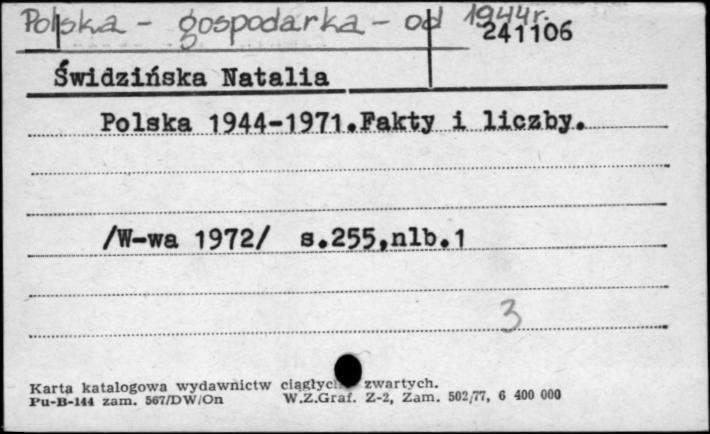 Polska - gospodarka - od 1944r.
241106
Świdzińska Natalia
Polska 1944-1971.Fakty i liczby.
/W-wa 1972/ s.255,nlb.1
3
Karta katalogowa wydawnictw ciągłyc zwartych.
Pu-B-144 zam. 567/DW/On W.Z.Graf. Z-2, Zam. 502/77, 6 400 000